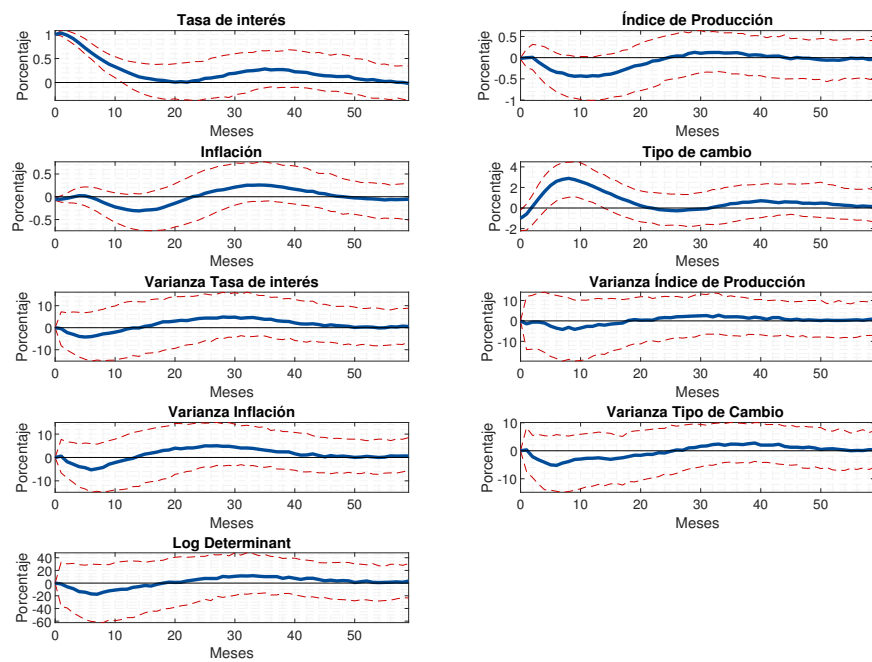 Tasa de interés
Porcentaje
1
0.5
0
0 10 20 30 40 50
Meses
Índice de Producción
Porcentaje
0.5
0
-0.5
-1
0 10 20 30 40 50
Meses
Inflación
Porcentaje
0.5
0
-0.5
0 10 20 30 40 50
Meses
Tipo de cambio
Porcentaje
4
2
0
-2
0 10 20 30 40 50
Meses
Varianza Tasa de interés
Porcentaje
10
0
-10
0 10 20 30 40 50
Meses
Varianza Índice de Producción
Porcentaje
10
0
-10
0 10 20 30 40 50
Meses
Varianza Inflación
Porcentaje
10
0
-10
0 10 20 30 40 50
Meses
Varianza Tipo de Cambio
Porcentaje
10
0
-10
0 10 20 30 40 50
Meses
Log Determinant
Porcentaje
40
20
0
-20
-40
-60
0 10 20 30 40 50
Meses